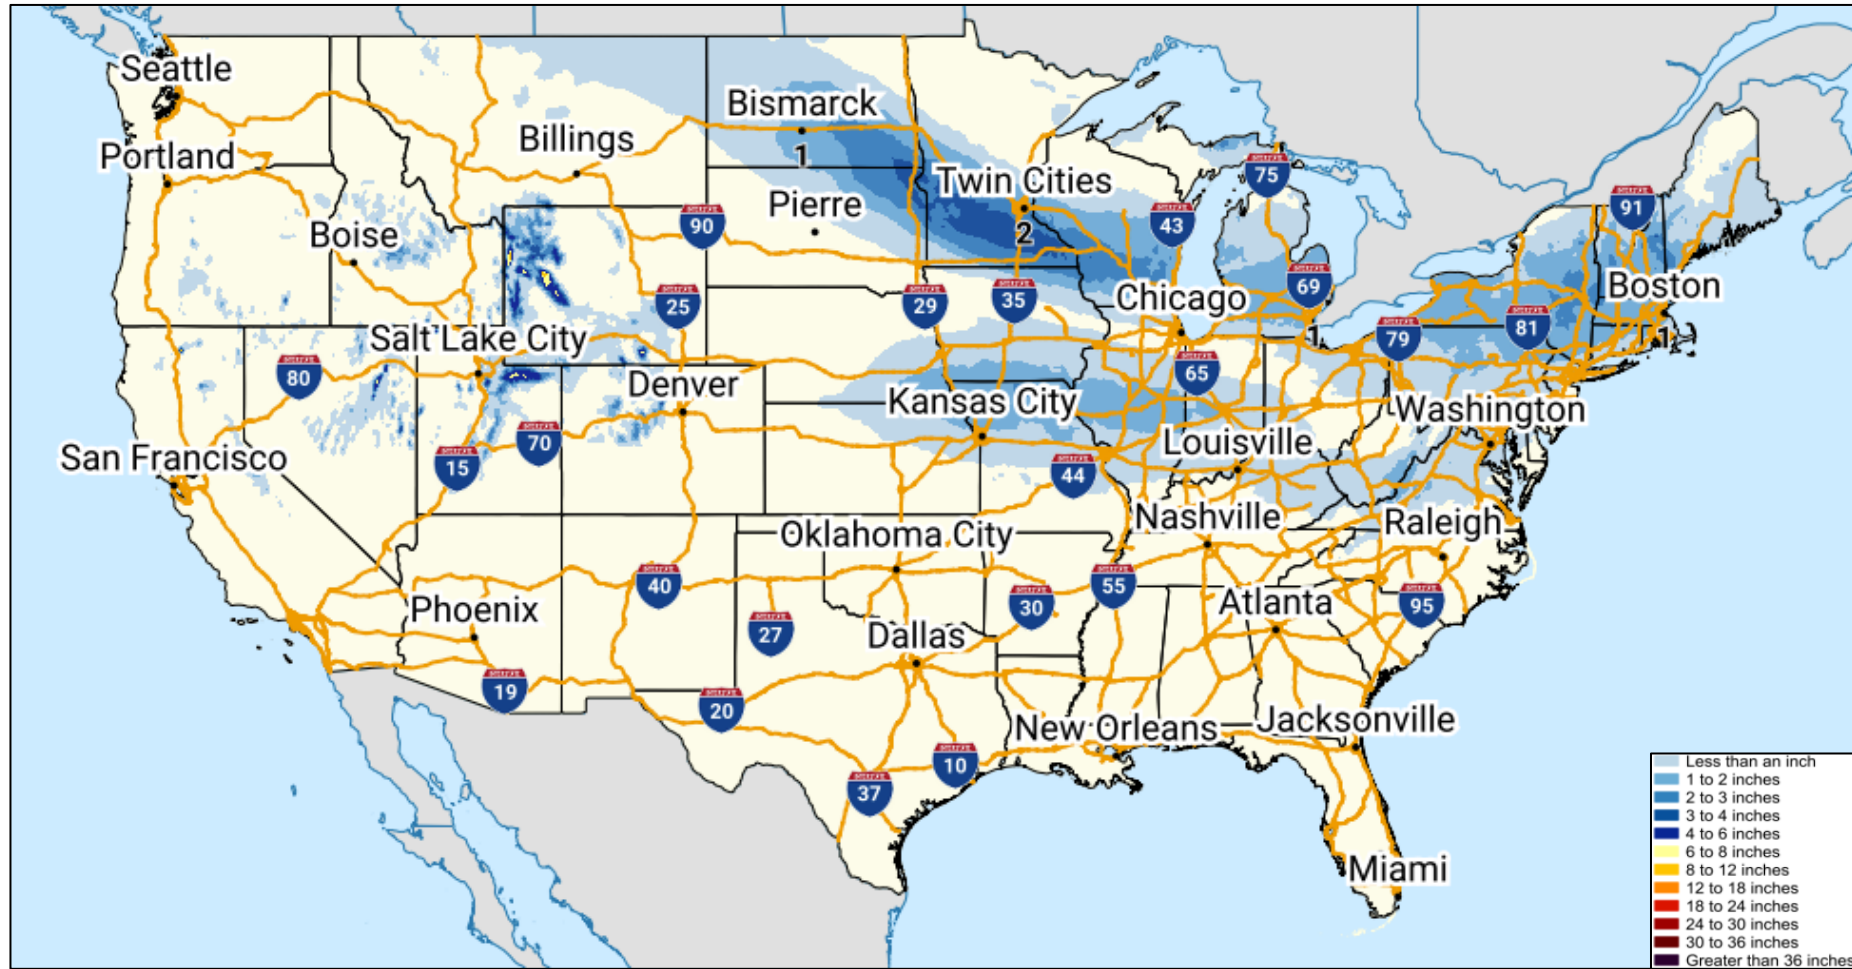 Seattle
Bismarck
Billings
1
Portland
75
Twin Cities
Pierre
91
90
43
Boise
2
69
Boston
25
Chicago
29
35
Salt Lake City
1
79
81
1
80
65
Denver
Kansas City
Washington
70
Louisville
15
San Francisco
44
Nashville
Raleigh
Oklahoma City
40
55
Phoenix
30
Atlanta
95
27
Dallas
19
20
New Orleans
Jacksonville
10
37
Miami
Less than an inch
1 to 2 inches
2 to 3 inches
3 to 4 inches
4 to 6 inches
6 to 8 inches
8 to 12 inches
12 to 18 inches
18 to 24 inches
24 to 30 inches
30 to 36 inches
Greater than 36 inches